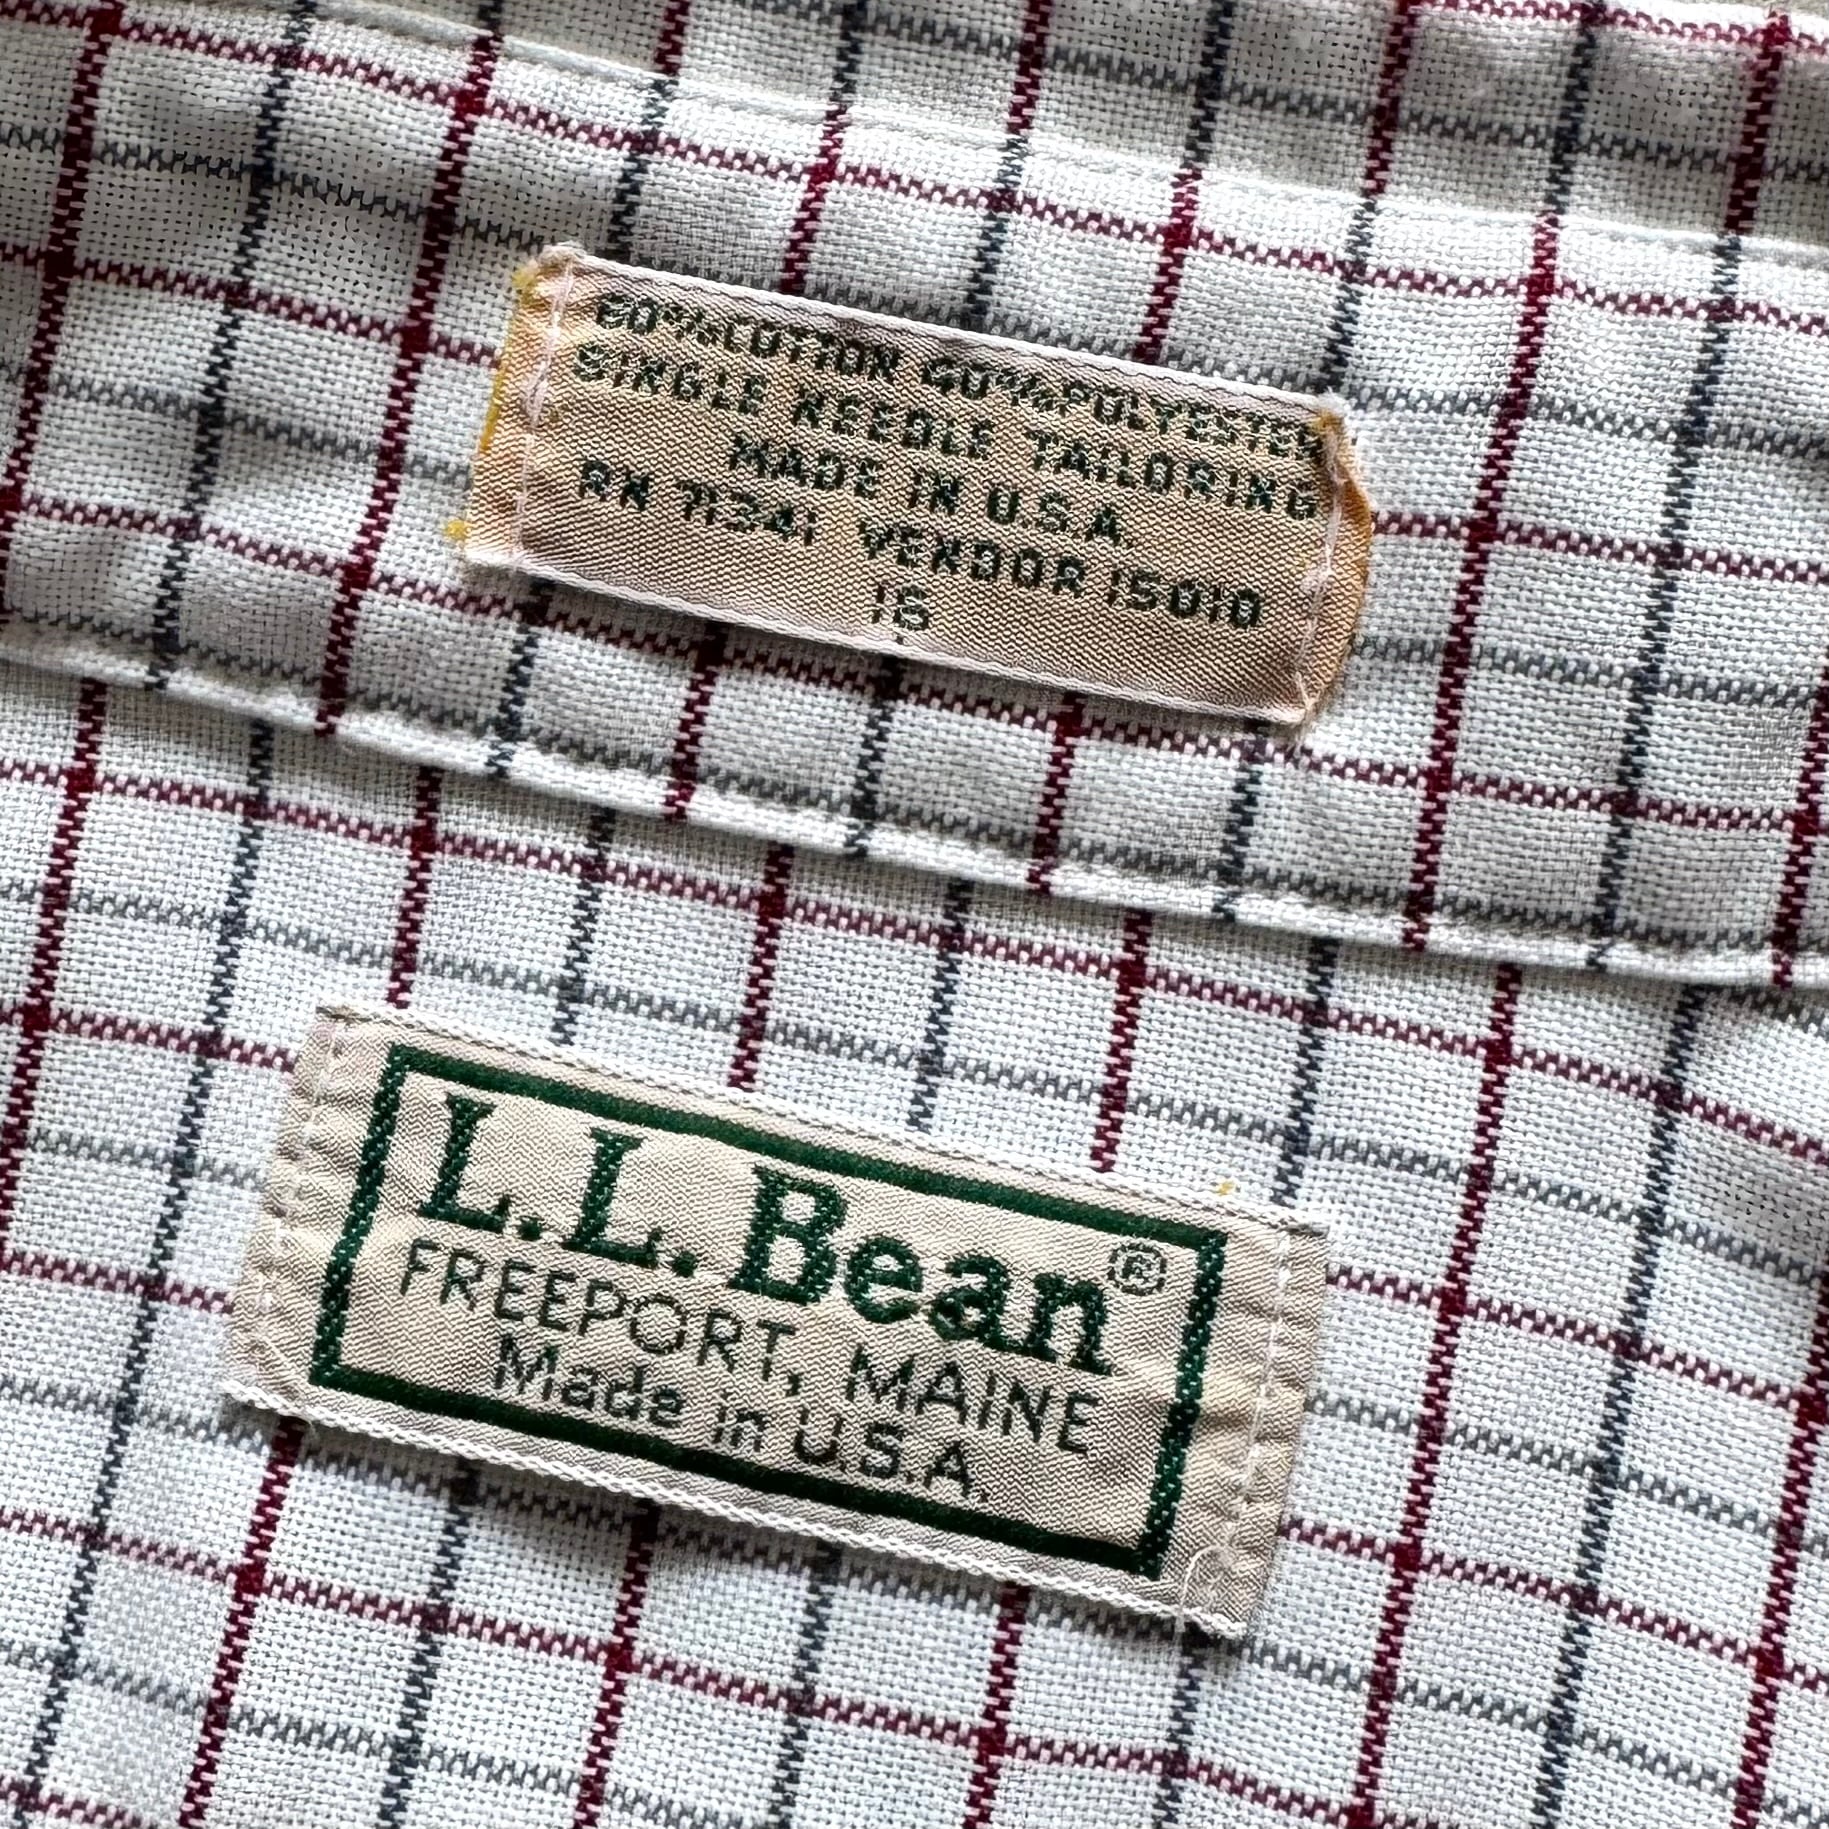 60% COTTON 40% POLYESTER
SINGLE NEEDLE TAILORING
MADE IN U.S.A.
RN 71341 VENDOR 15010
16
L.L. Bean®
FREEPORT, MAINE
Made in U.S.A.